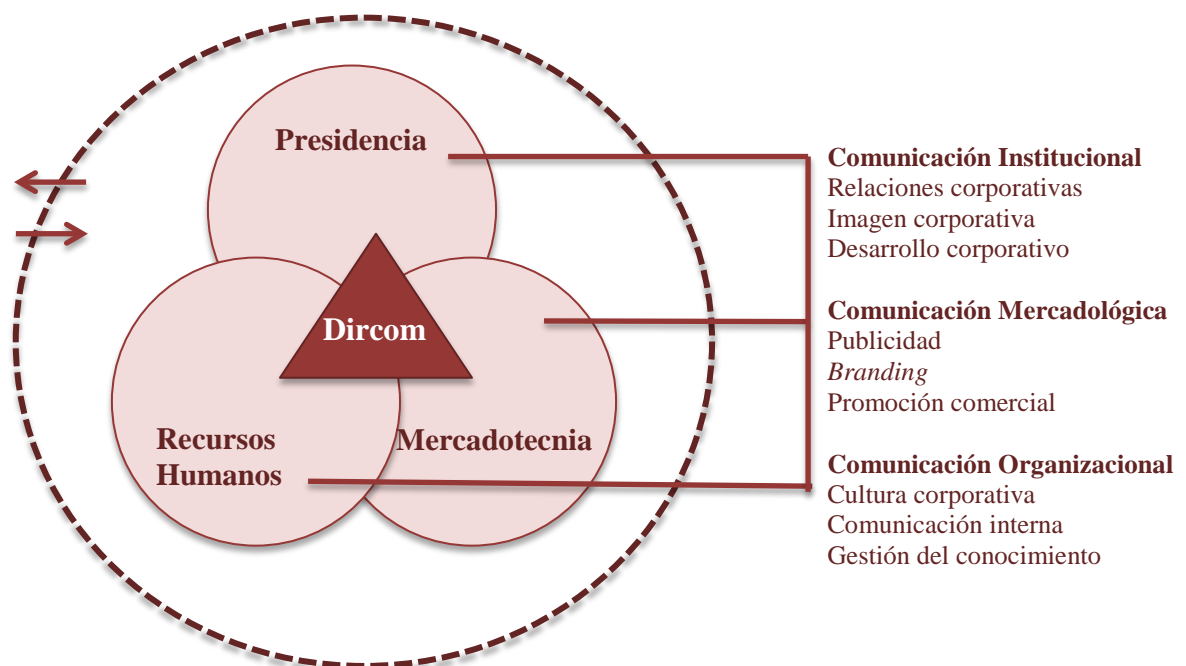 Presidencia
Dircom
Recursos
Humanos
Mercadotecnia
Comunicación Institucional
Relaciones corporativas
Imagen corporativa
Desarrollo corporativo
Comunicación Mercadológica
Publicidad
Branding
Promoción comercial
Comunicación Organizacional
Cultura corporativa
Comunicación interna
Gestión del conocimiento